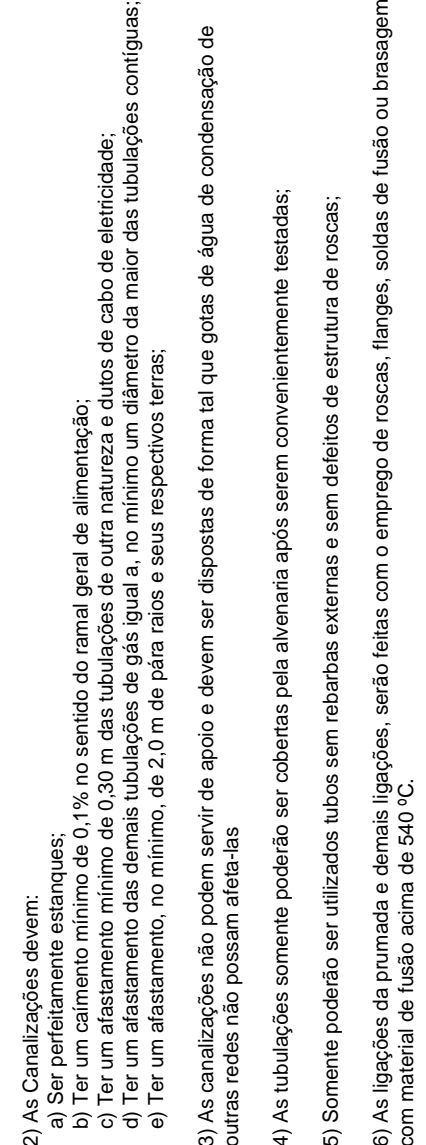 2) As Canalizações devem:
a) Ser perfeitamente estanques;
b) Ter um caímento mínimo de 0,1% no sentido do ramal geral de alimentação;
c) Ter um afastamento mínimo de 0,30 m das tubulações de outra natureza e dutos de cabo de eletricidade;
d) Ter um afastamento das demais tubulações de gás igual a, no mínimo um diâmetro da maior das tubulações contíguas;
e) Ter um afastamento, no mínimo, de 2,0 m de pára raios e seus respectivos terras;
3) As canalizações não podem servir de apoio e devem ser dispostas de forma tal que gotas de água de condensação de
outras redes não possam afeta-las
4) As tubulações somente poderão ser cobertas pela alvenaria após serem convenientemente testadas;
5) Somente poderão ser utilizados tubos sem rebarbas externas e sem defeitos de estrutura de roscas;
6) As ligações da prumada e demais ligações, serão feitas com o emprego de roscas, flanges, soldas de fusão ou brasagem
com material de fusão acima de 540 ºC.